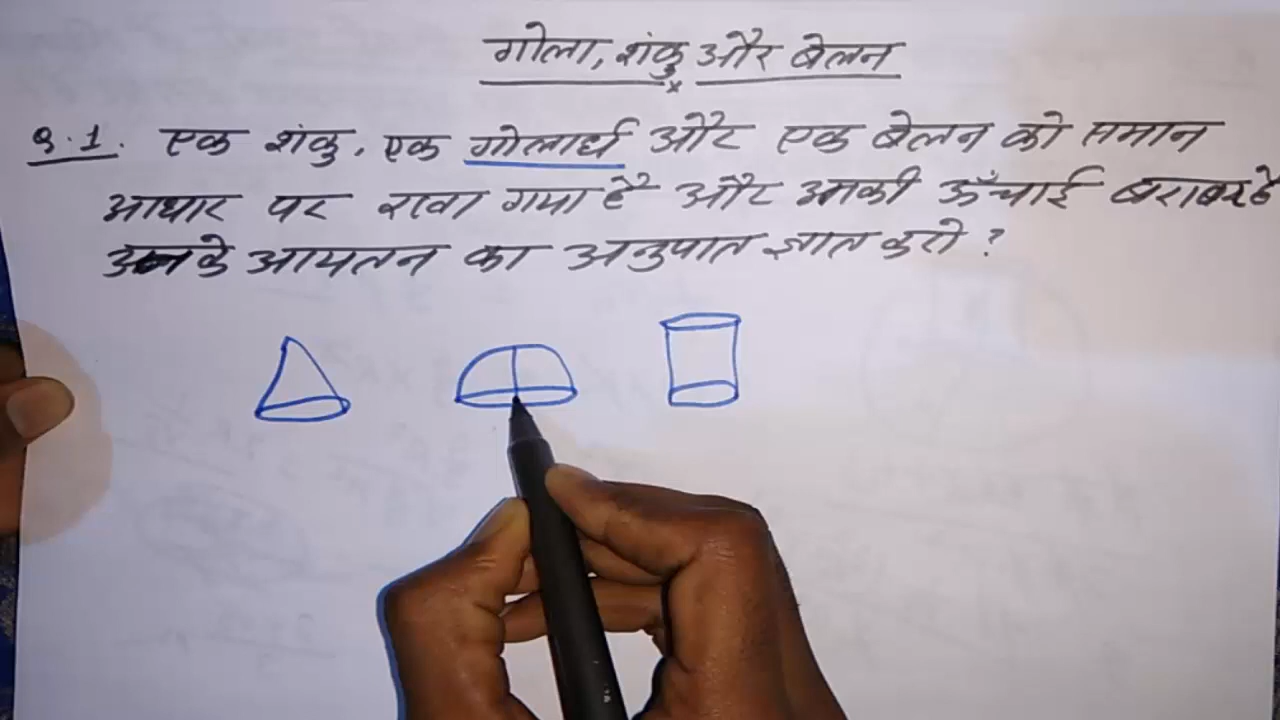 गोला, शंकु और बेलन
Q.1. एक शंकु, एक गोलार्ध और एक बेलन को समान
आधार पर रखा गया है और उनकी ऊँचाई बराबर है
उनके आयतन का अनुपात ज्ञात करो ?